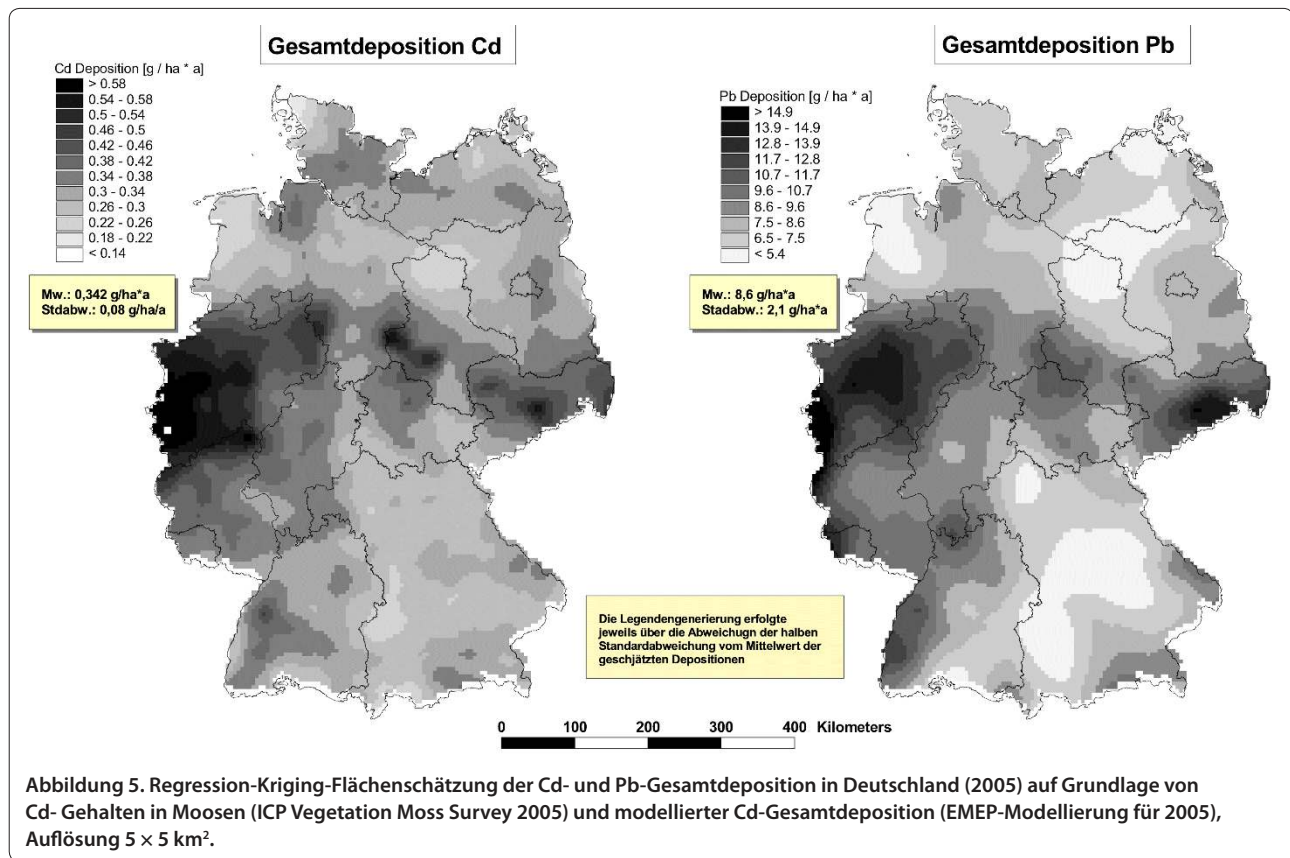 Gesamtdeposition Cd
Cd Deposition [g / ha * a]
> 0.58
0.54 - 0.58
0.5 - 0.54
0.46 - 0.5
0.42 - 0.46
0.38 - 0.42
0.34 - 0.38
0.3 - 0.34
0.26 - 0.3
0.22 - 0.26
0.18 - 0.22
< 0.14
Mw.: 0,342 g/ha*a
Stdabw.: 0,08 g/ha/a
Gesamtdeposition Pb
Pb Deposition [g / ha * a]
> 14.9
13.9 - 14.9
12.8 - 13.9
11.7 - 12.8
10.7 - 11.7
9.6 - 10.7
8.6 - 9.6
7.5 - 8.6
6.5 - 7.5
< 5.4
Mw.: 8,6 g/ha*a
Stadabw.: 2,1 g/ha*a
Die Legendengenerierung erfolgte
jeweils über die Abweichugn der halben
Standardabweichung vom Mittelwert der
geschjätzten Depositionen
0 100 200 300 400 Kilometers
Abbildung 5. Regression-Kriging-Flächenschätzung der Cd- und Pb-Gesamtdeposition in Deutschland (2005) auf Grundlage von
Cd- Gehalten in Moosen (ICP Vegetation Moss Survey 2005) und modellierter Cd-Gesamtdeposition (EMEP-Modellierung für 2005),
Auflösung 5 × 5 km².